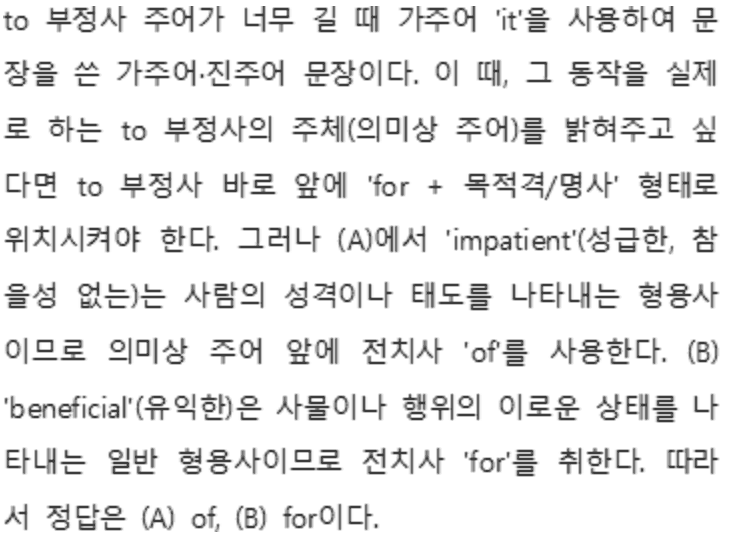 to 부정사 주어가 너무 길 때 가주어 'it'을 사용하여 문
장을 쓴 가주어·진주어 문장이다. 이 때, 그 동작을 실제
로 하는 to 부정사의 주체(의미상 주어)를 밝혀주고 싶
다면 to 부정사 바로 앞에 'for + 목적격/명사' 형태로
위치시켜야 한다. 그러나 (A)에서 'impatient'(성급한, 참
을성 없는)는 사람의 성격이나 태도를 나타내는 형용사
이므로 의미상 주어 앞에 전치사 'of'를 사용한다. (B)
'beneficial'(유익한)은 사물이나 행위의 이로운 상태를 나
타내는 일반 형용사이므로 전치사 'for'를 취한다. 따라
서 정답은 (A) of, (B) for이다.